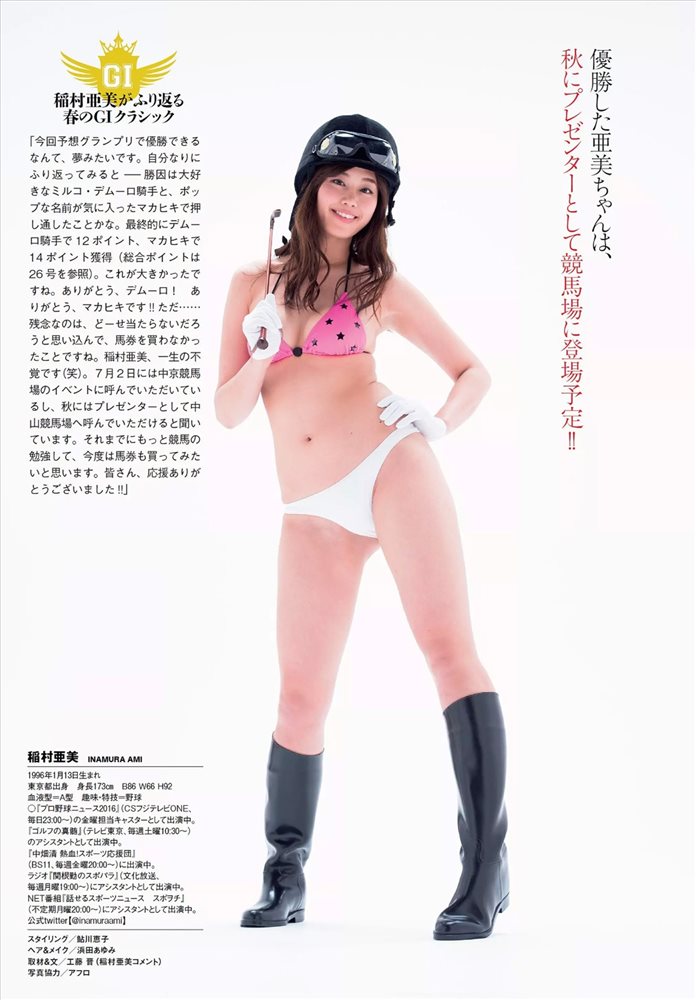 優勝した亜美ちゃんは、
秋にプレゼンターとして競馬場に登場予定!!
GI
稲村亜美がふり返る
春のGIクラシック
「今回予想グランプリで優勝できる
なんて、夢みたいです。自分なりに
ふり返ってみると ── 勝因は大好
きなミルコ・デムーロ騎手と、ポッ
プな名前が気に入ったマカヒキで押
し通したことかな。最終的にデムー
ロ騎手で12ポイント、マカヒキで
14ポイント獲得（総合ポイントは
26号を参照）。これが大きかったで
すね。ありがとう、デムーロ！　あ
りがとう、マカヒキです!! ただ……
残念なのは、どーせ当たらないだろ
うと思い込んで、馬券を買わなかっ
たことですね。稲村亜美、一生の不
覚です(笑)。7月2日には中京競馬
場のイベントに呼んでいただいてい
るし、秋にはプレゼンターとして中
山競馬場へ呼んでいただけると聞い
ています。それまでにもっと競馬の
勉強して、今度は馬券も買ってみた
いと思います。皆さん、応援ありが
とうございました!!」
稲村亜美　INAMURA AMI
1996年1月13日生まれ
東京都出身　身長173㎝　B86 W66 H92
血液型＝A型　趣味・特技＝野球
○『プロ野球ニュース2016』(CSフジテレビONE、
毎日23:00〜)の金曜担当キャスターとして出演中。
『ゴルフの真髄』(テレビ東京、毎週土曜10:30〜)
のアシスタントとして出演中。
『中畑清 熱血!スポーツ応援団』
(BS11、毎週金曜20:00〜)に出演中。
ラジオ『関根勤のスポバラ』(文化放送、
毎週月曜19:00〜)にアシスタントとして出演中。
NET番組『話せるスポーツニュース　スポヲチ』
(不定期月曜20:00〜)にアシスタントとして出演中。
公式twitter【@inamuraami】
スタイリング／鮎川恵子
ヘア&メイク／浜田あゆみ
取材&文／工藤 晋（稲村亜美コメント）
写真協力／アフロ